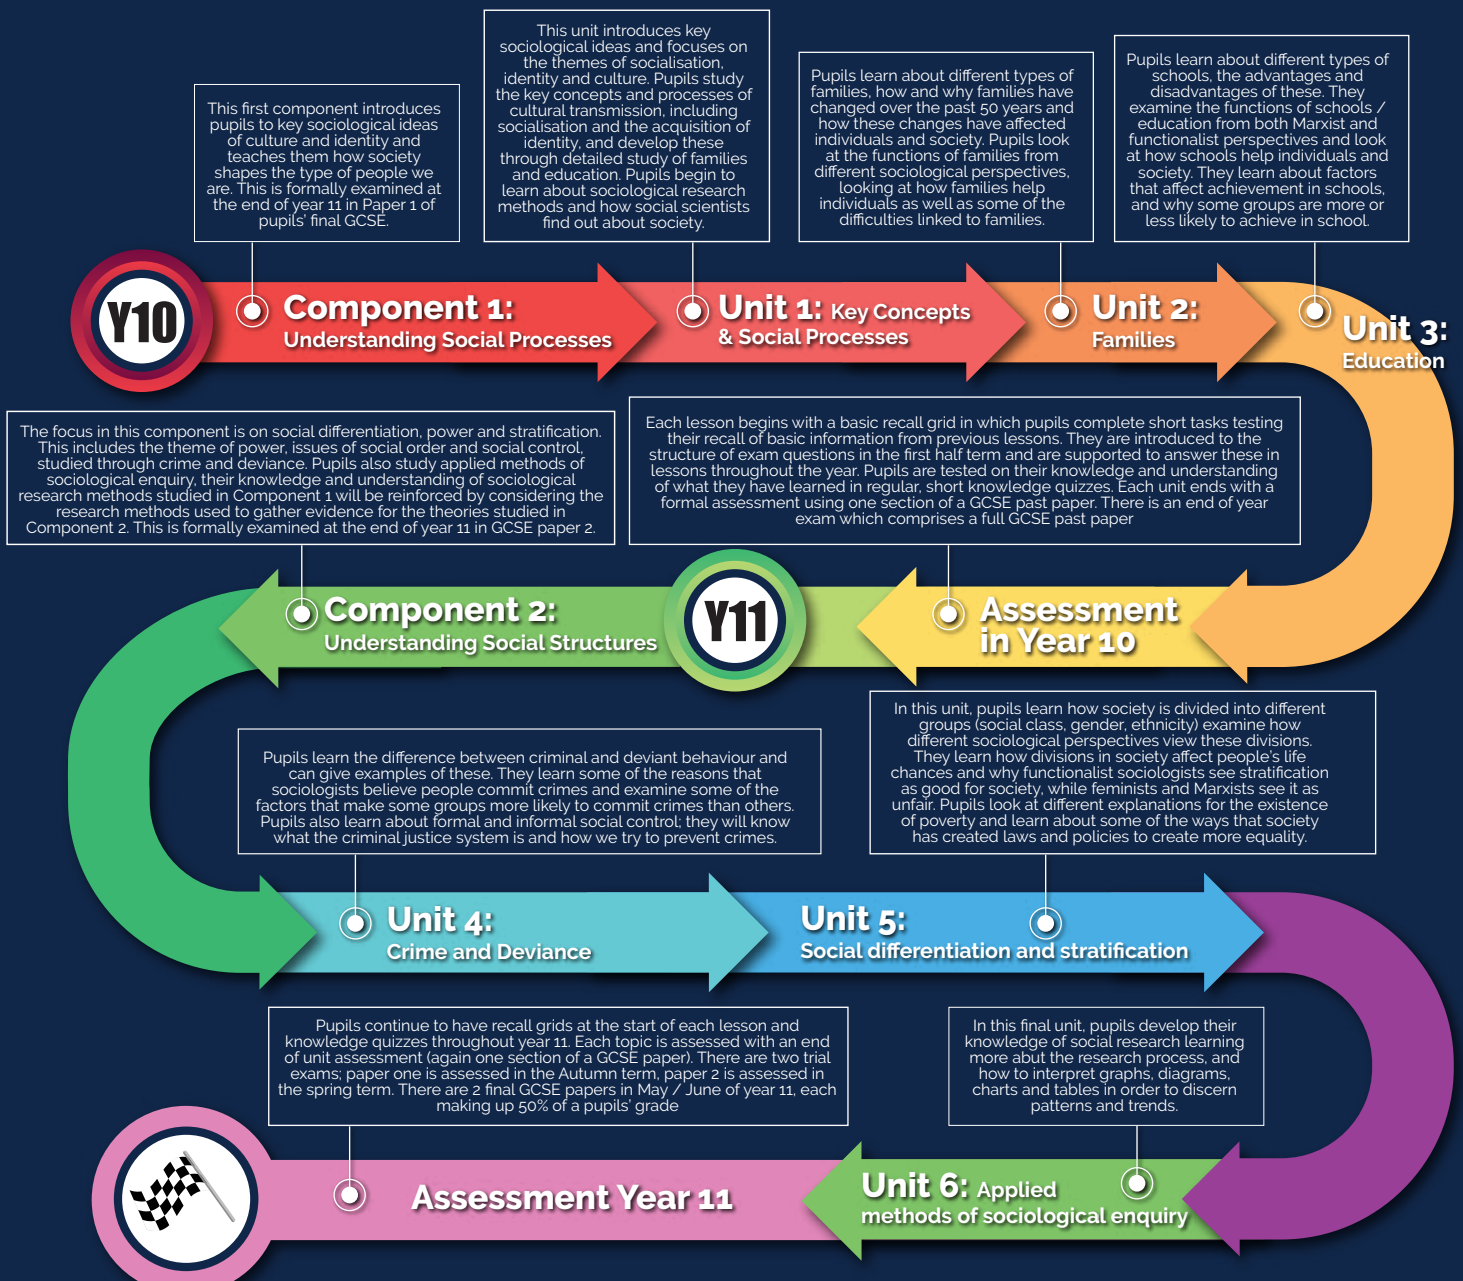 This first component introduces
pupils to key sociological ideas
of culture and identity and
teaches them how society
shapes the type of people we
are. This is formally examined at
the end of year 11 in Paper 1 of
pupils' final GCSE.
This unit introduces key
sociological ideas and focuses on
the themes of socialisation,
identity and culture. Pupils study
the key concepts and processes of
cultural transmission, including
socialisation and the acquisition of
identity, and develop these
through detailed study of families
and education. Pupils begin to
learn about sociological research
methods and how social scientists
find out about society.
Pupils learn about different types of
families, how and why families have
changed over the past 50 years and
how these changes have affected
individuals and society. Pupils look
at the functions of families from
different sociological perspectives,
looking at how families help
individuals as well as some of the
difficulties linked to families.
Pupils learn about different types of
schools, the advantages and
disadvantages of these. They
examine the functions of schools /
education from both Marxist and
functionalist perspectives and look
at how schools help individuals and
society. They learn about factors
that affect achievement in schools,
and why some groups are more or
less likely to achieve in school.
Y10
Component 1:
Understanding Social Processes
Unit 1: Key Concepts
& Social Processes
Unit 2:
Families
Unit 3:
Education
The focus in this component is on social differentiation, power and stratification.
This includes the theme of power, issues of social order and social control,
studied through crime and deviance. Pupils also study applied methods of
sociological enquiry, their knowledge and understanding of sociological
research methods studied in Component 1 will be reinforced by considering the
research methods used to gather evidence for the theories studied in
Component 2. This is formally examined at the end of year 11 in GCSE paper 2.
Each lesson begins with a basic recall grid in which pupils complete short tasks testing
their recall of basic information from previous lessons. They are introduced to the
structure of exam questions in the first half term and are supported to answer these in
lessons throughout the year. Pupils are tested on their knowledge and understanding
of what they have learned in regular, short knowledge quizzes. Each unit ends with a
formal assessment using one section of a GCSE past paper. There is an end of year
exam which comprises a full GCSE past paper
Component 2:
Understanding Social Structures
Y11
Assessment
in Year 10
Pupils learn the difference between criminal and deviant behaviour and
can give examples of these. They learn some of the reasons that
sociologists believe people commit crimes and examine some of the
factors that make some groups more likely to commit crimes than others.
Pupils also learn about formal and informal social control; they will know
what the criminal justice system is and how we try to prevent crimes.
In this unit, pupils learn how society is divided into different
groups (social class, gender, ethnicity) examine how
different sociological perspectives view these divisions.
They learn how divisions in society affect people's life
chances and why functionalist sociologists see stratification
as good for society, while feminists and Marxists see it as
unfair. Pupils look at different explanations for the existence
of poverty and learn about some of the ways that society
has created laws and policies to create more equality.
Unit 4:
Crime and Deviance
Unit 5:
Social differentiation and stratification
Pupils continue to have recall grids at the start of each lesson and
knowledge quizzes throughout year 11. Each topic is assessed with an end
of unit assessment (again one section of a GCSE paper). There are two trial
exams; paper one is assessed in the Autumn term, paper 2 is assessed in
the spring term. There are 2 final GCSE papers in May / June of year 11, each
making up 50% of a pupils' grade
In this final unit, pupils develop their
knowledge of social research learning
more abut the research process, and
how to interpret graphs, diagrams,
charts and tables in order to discern
patterns and trends.
Assessment Year 11
Unit 6: Applied
methods of sociological enquiry